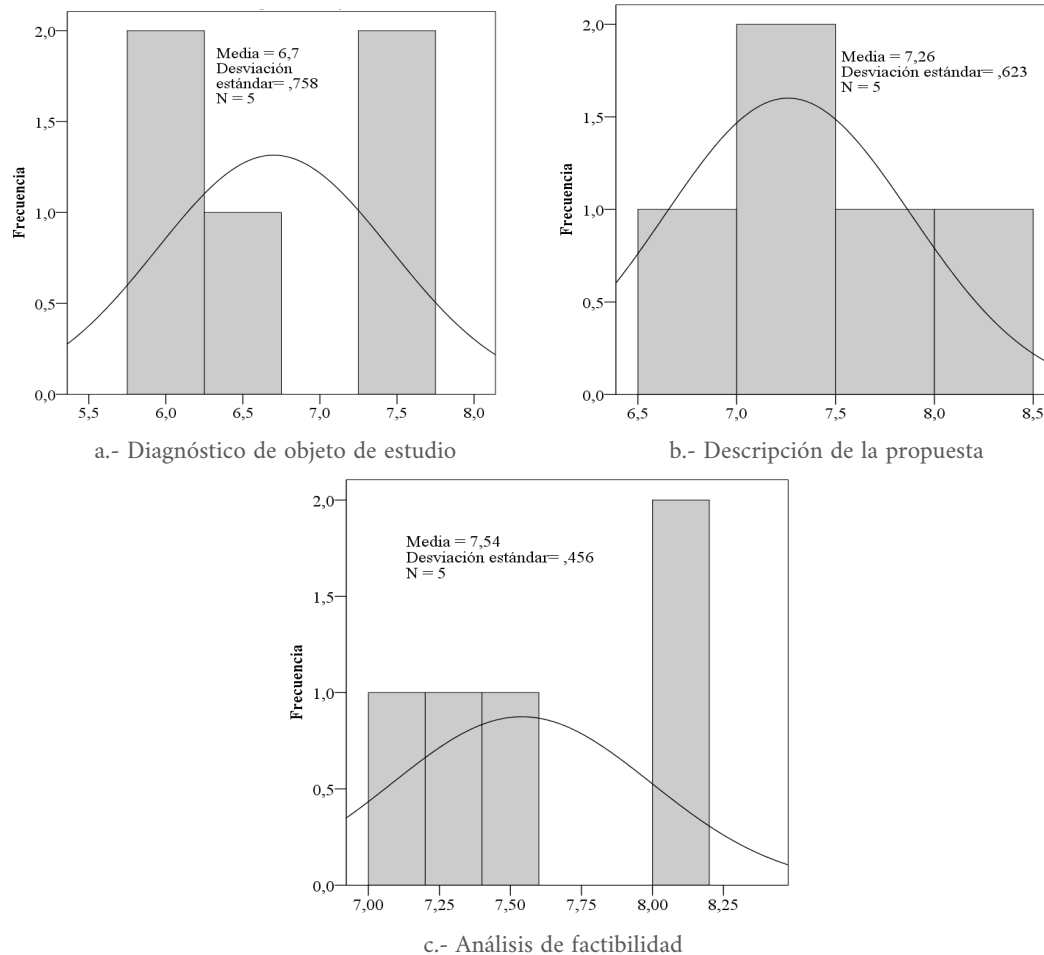 2,0
1,5
1,0
0,5
0,0
Frecuencia
Media = 6,7
Desviación
estándar= ,758
N = 5
5,5 6,0 6,5 7,0 7,5 8,0
a.- Diagnóstico de objeto de estudio
2,0
1,5
1,0
0,5
0,0
Frecuencia
Media = 7,26
Desviación estándar= ,623
N = 5
6,5 7,0 7,5 8,0 8,5
b.- Descripción de la propuesta
2,0
1,5
1,0
0,5
0,0
Frecuencia
Media = 7,54
Desviación estándar= ,456
N = 5
7,00 7,25 7,50 7,75 8,00 8,25
c.- Análisis de factibilidad